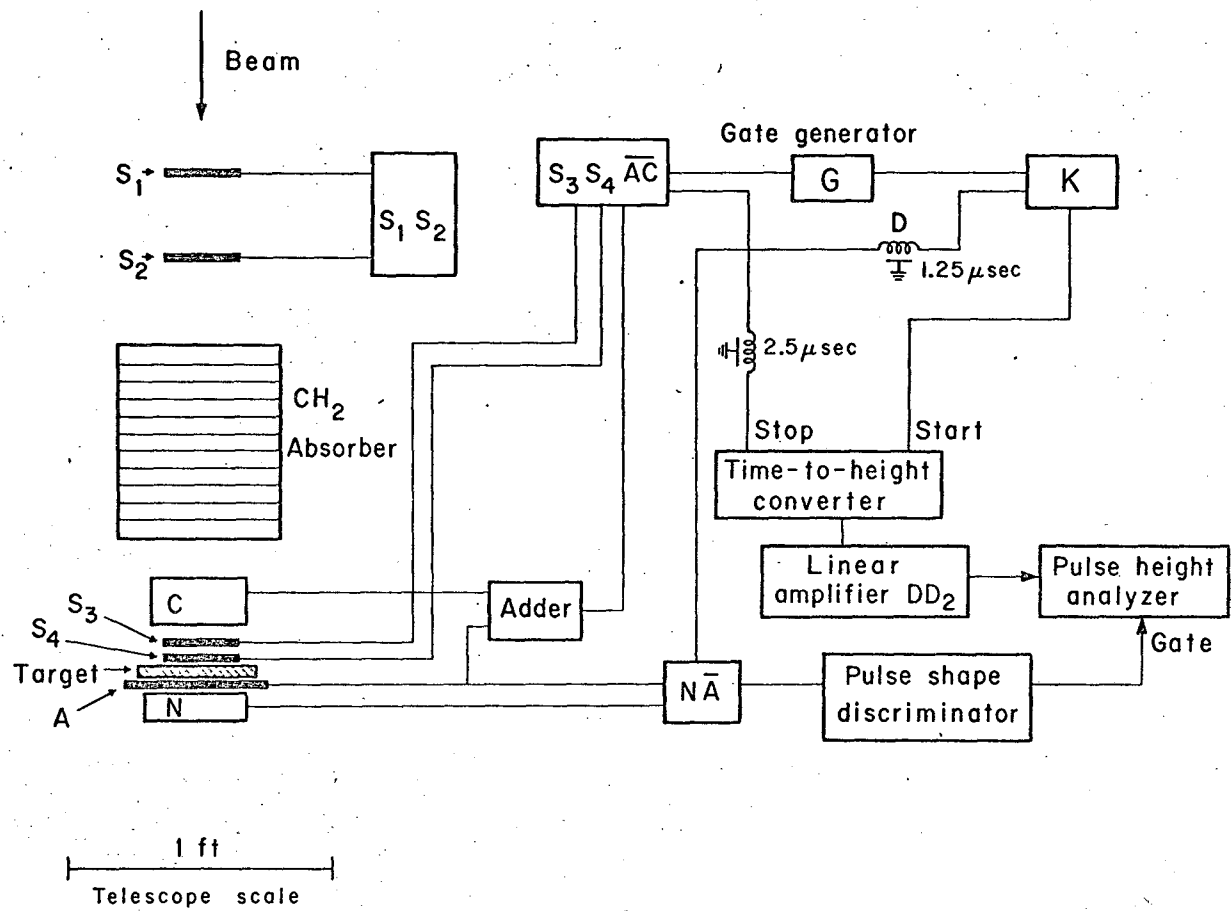 Beam
Gate generator
S1
S1 S2
S2
S3 S4 A̅C̅
G
K
D
1.25 μsec
2.5 μsec
CH2
Absorber
Stop
Start
Time-to-height
converter
Linear
amplifier DD2
Pulse height
analyzer
Gate
C
S3
S4
Target
A
N
Adder
N A̅
Pulse shape
discriminator
1 ft
Telescope scale